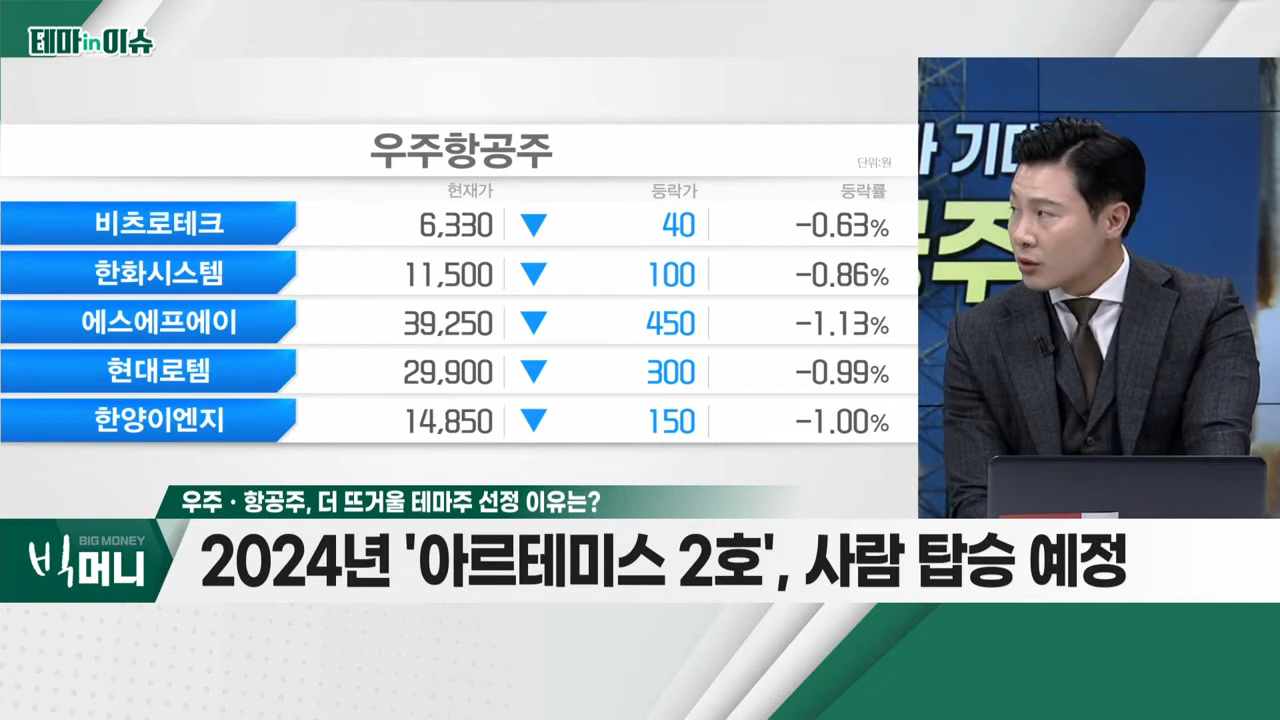 테마in이슈
우주항공주
단위:원
현재가 등락가 등락률
비츠로테크 6,330 ▼ 40 -0.63%
한화시스템 11,500 ▼ 100 -0.86%
에스에프에이 39,250 ▼ 450 -1.13%
현대로템 29,900 ▼ 300 -0.99%
한양이엔지 14,850 ▼ 150 -1.00%
우주·항공주, 더 뜨거울 테마주 선정 이유는?
BIG MONEY
빅머니
2024년 '아르테미스 2호', 사람 탑승 예정